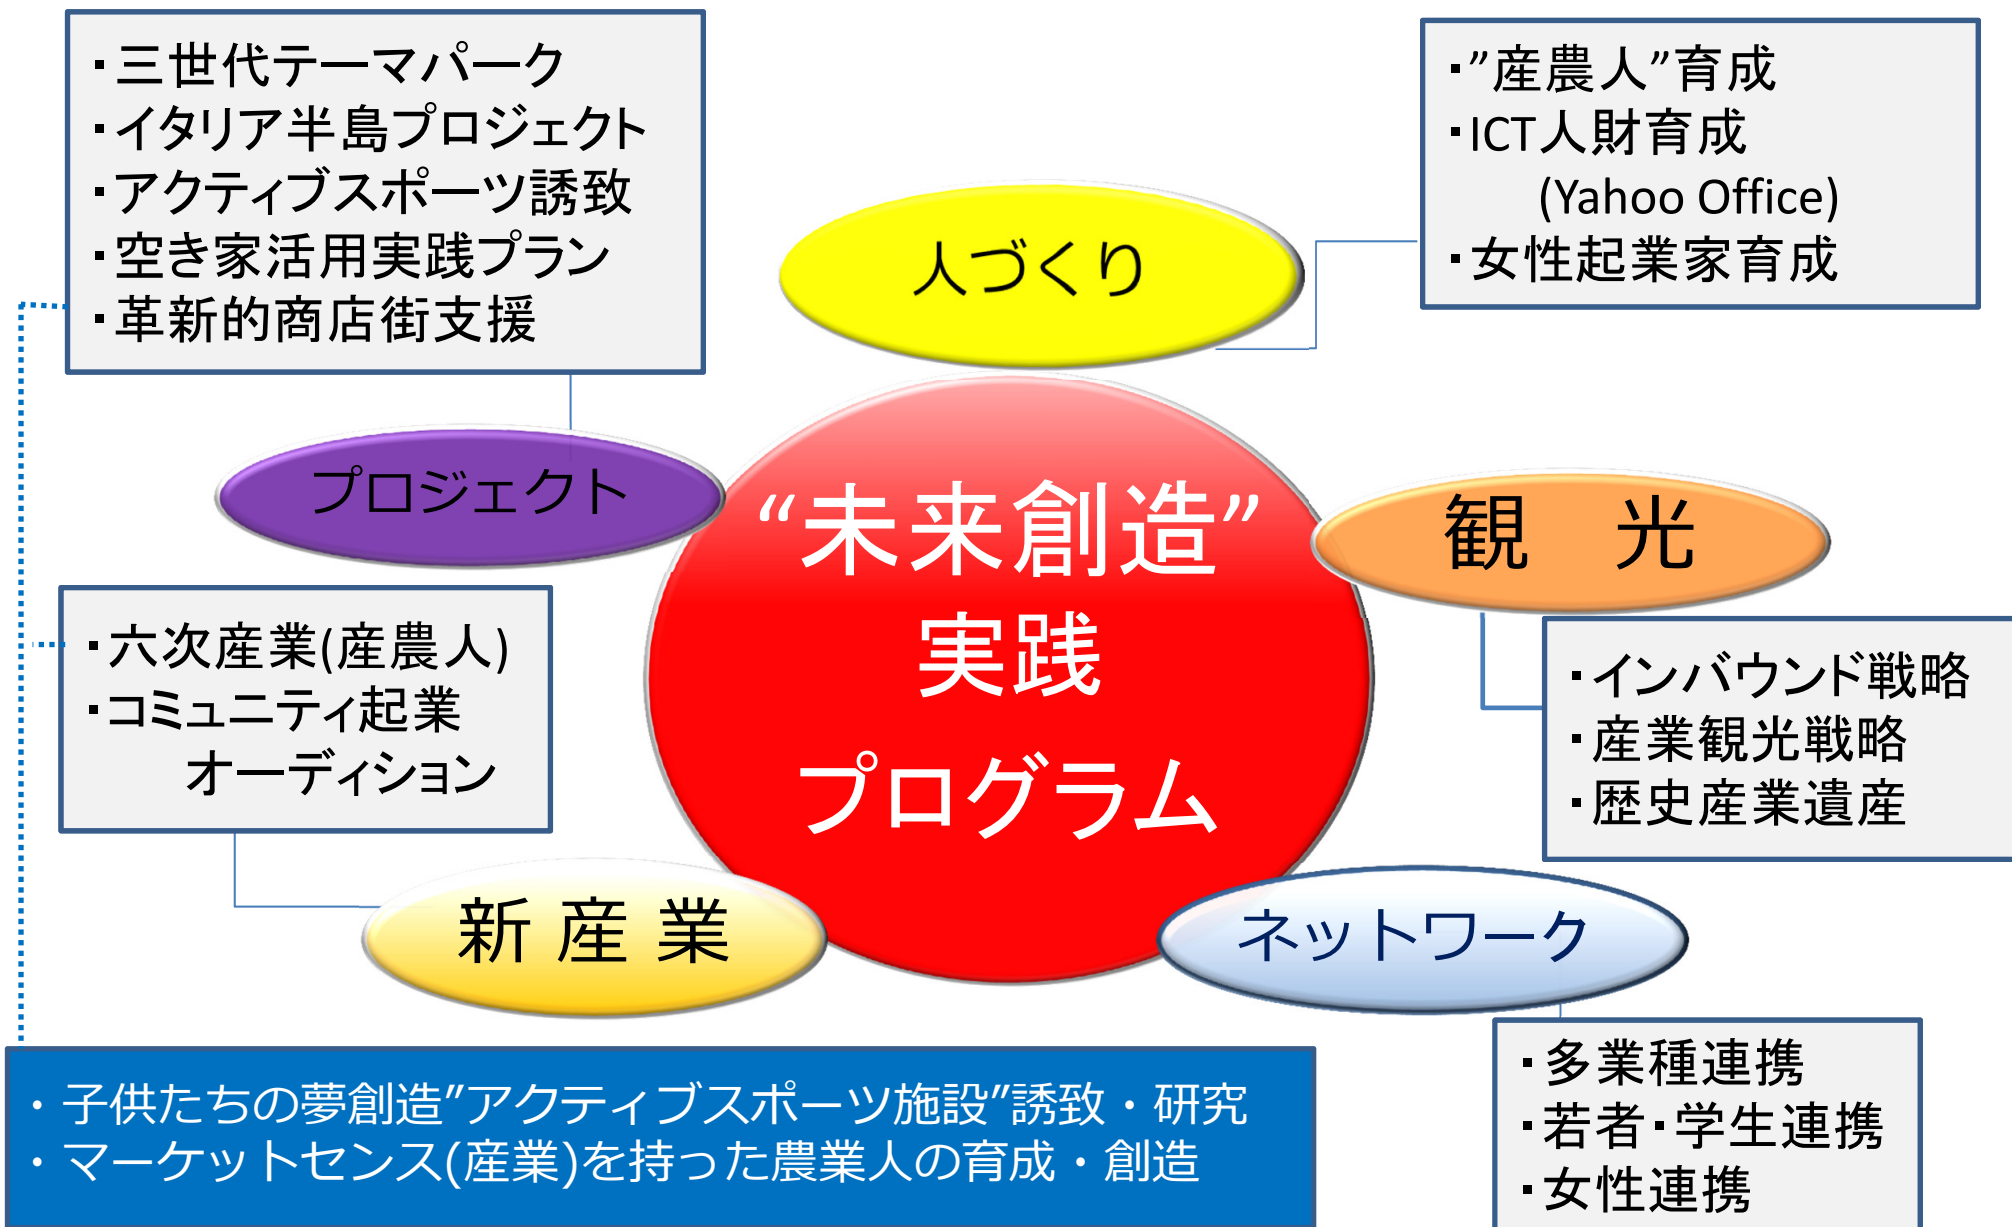 ・三世代テーマパーク
・イタリア半島プロジェクト
・アクティブスポーツ誘致
・空き家活用実践プラン
・革新的商店街支援
・”産農人”育成
・ICT人財育成
(Yahoo Office)
・女性起業家育成
人づくり
プロジェクト
“未来創造”
実践
プログラム
観　光
・六次産業(産農人)
・コミュニティ起業
オーディション
・インバウンド戦略
・産業観光戦略
・歴史産業遺産
新 産 業
ネットワーク
・多業種連携
・若者・学生連携
・女性連携
・子供たちの夢創造”アクティブスポーツ施設”誘致・研究
・マーケットセンス(産業)を持った農業人の育成・創造